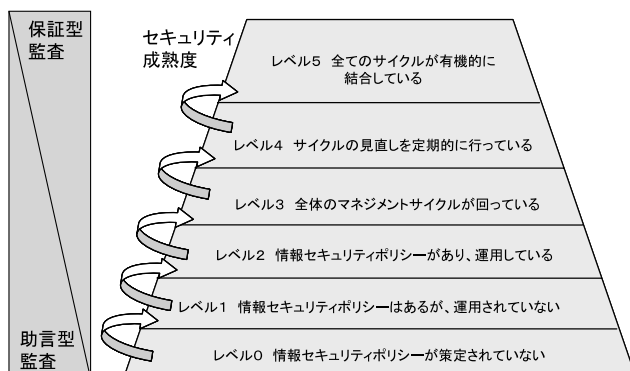 保証型
監査
セキュリティ
成熟度
レベル５ 全てのサイクルが有機的に
結合している
レベル４ サイクルの見直しを定期的に行っている
レベル３ 全体のマネジメントサイクルが回っている
レベル２ 情報セキュリティポリシーがあり、運用している
レベル１ 情報セキュリティポリシーはあるが、運用されていない
レベル０ 情報セキュリティポリシーが策定されていない
助言型
監査